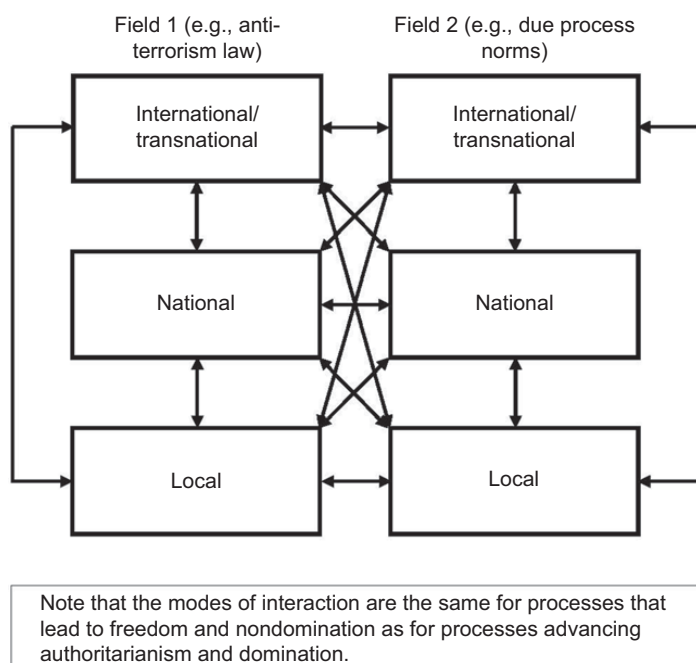 Field 1 (e.g., anti-
terrorism law)
Field 2 (e.g., due process
norms)
International/
transnational
International/
transnational
National
National
Local
Local
Note that the modes of interaction are the same for processes that
lead to freedom and nondomination as for processes advancing
authoritarianism and domination.